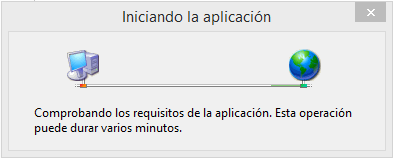 Iniciando la aplicación
Comprobando los requisitos de la aplicación. Esta operación
puede durar varios minutos.